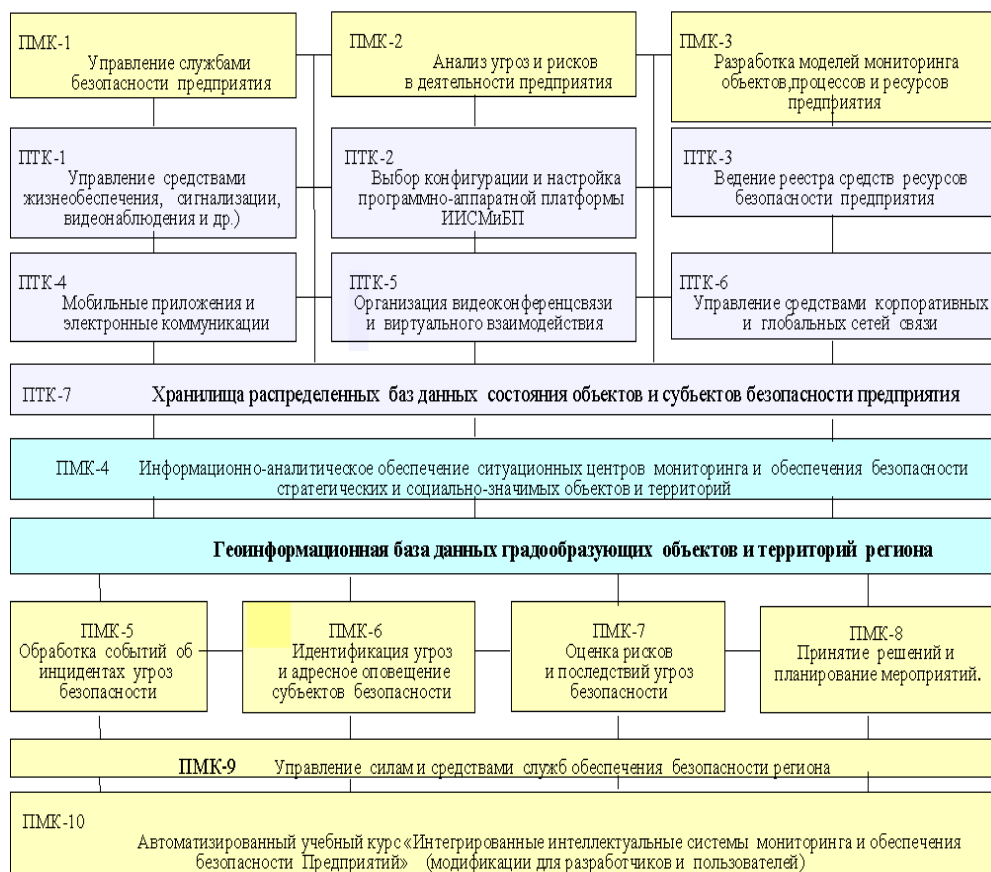 ПМК-1
Управление службами
безопасности предприятия
ПМК-2
Анализ угроз и рисков
в деятельности предприятия
ПМК-3
Разработка моделей мониторинга
объектов,процессов и ресурсов
предприятия
ПТК-1
Управление средствами
жизнеобеспечения, сигнализации,
видеонаблюдения и др.)
ПТК-2
Выбор конфигурации и настройка
программно-аппаратной платформы
ИИСМиБП
ПТК-3
Ведение реестра средств ресурсов
безопасности предприятия
ПТК-4
Мобильные приложения и
электронные коммуникации
ПТК-5
Организация видеоконференцсвязи
и виртуального взаимодействия
ПТК-6
Управление средствами корпоративных
и глобальных сетей связи
ПТК-7 Хранилища распределенных баз данных состояния объектов и субъектов безопасности предприятия
ПМК-4 Информационно-аналитическое обеспечение ситуационных центров мониторинга и обеспечения безопасности
стратегических и социально-значимых объектов и территорий
Геоинформационная база данных градообразующих объектов и территорий региона
ПМК-5
Обработка событий об
инцидентах угроз
безопасности
ПМК-6
Идентификация угроз
и адресное оповещение
субъектов безопасности
ПМК-7
Оценка рисков
и последствий угроз
безопасности
ПМК-8
Принятие решений и
планирование мероприятий.
ПМК-9 Управление силам и средствами служб обеспечения безопасности региона
ПМК-10
Автоматизированный учебный курс «Интегрированные интеллектуальные системы мониторинга и обеспечения
безопасности Предприятий» (модификации для разработчиков и пользователей)